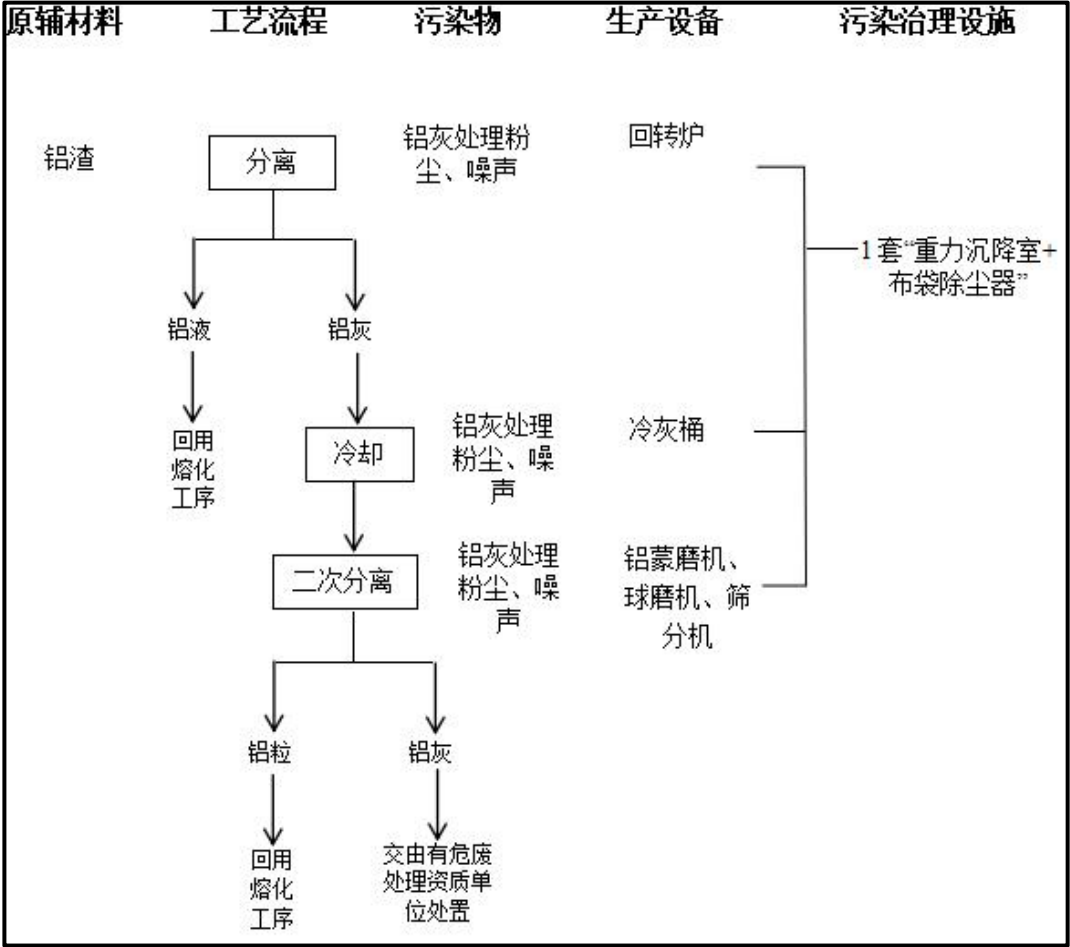 原辅材料 工艺流程 污染物 生产设备 污染治理设施
铝渣
分离
铝灰处理粉
尘、噪声
回转炉
1 套“重力沉降室+
布袋除尘器”
铝液
铝灰
回用
熔化
工序
冷却
铝灰处理
粉尘、噪
声
冷灰桶
二次分离
铝灰处理
粉尘、噪
声
铝蒙磨机、
球磨机、筛
分机
铝粒
铝灰
回用
熔化
工序
交由有危废
处理资质单
位处置